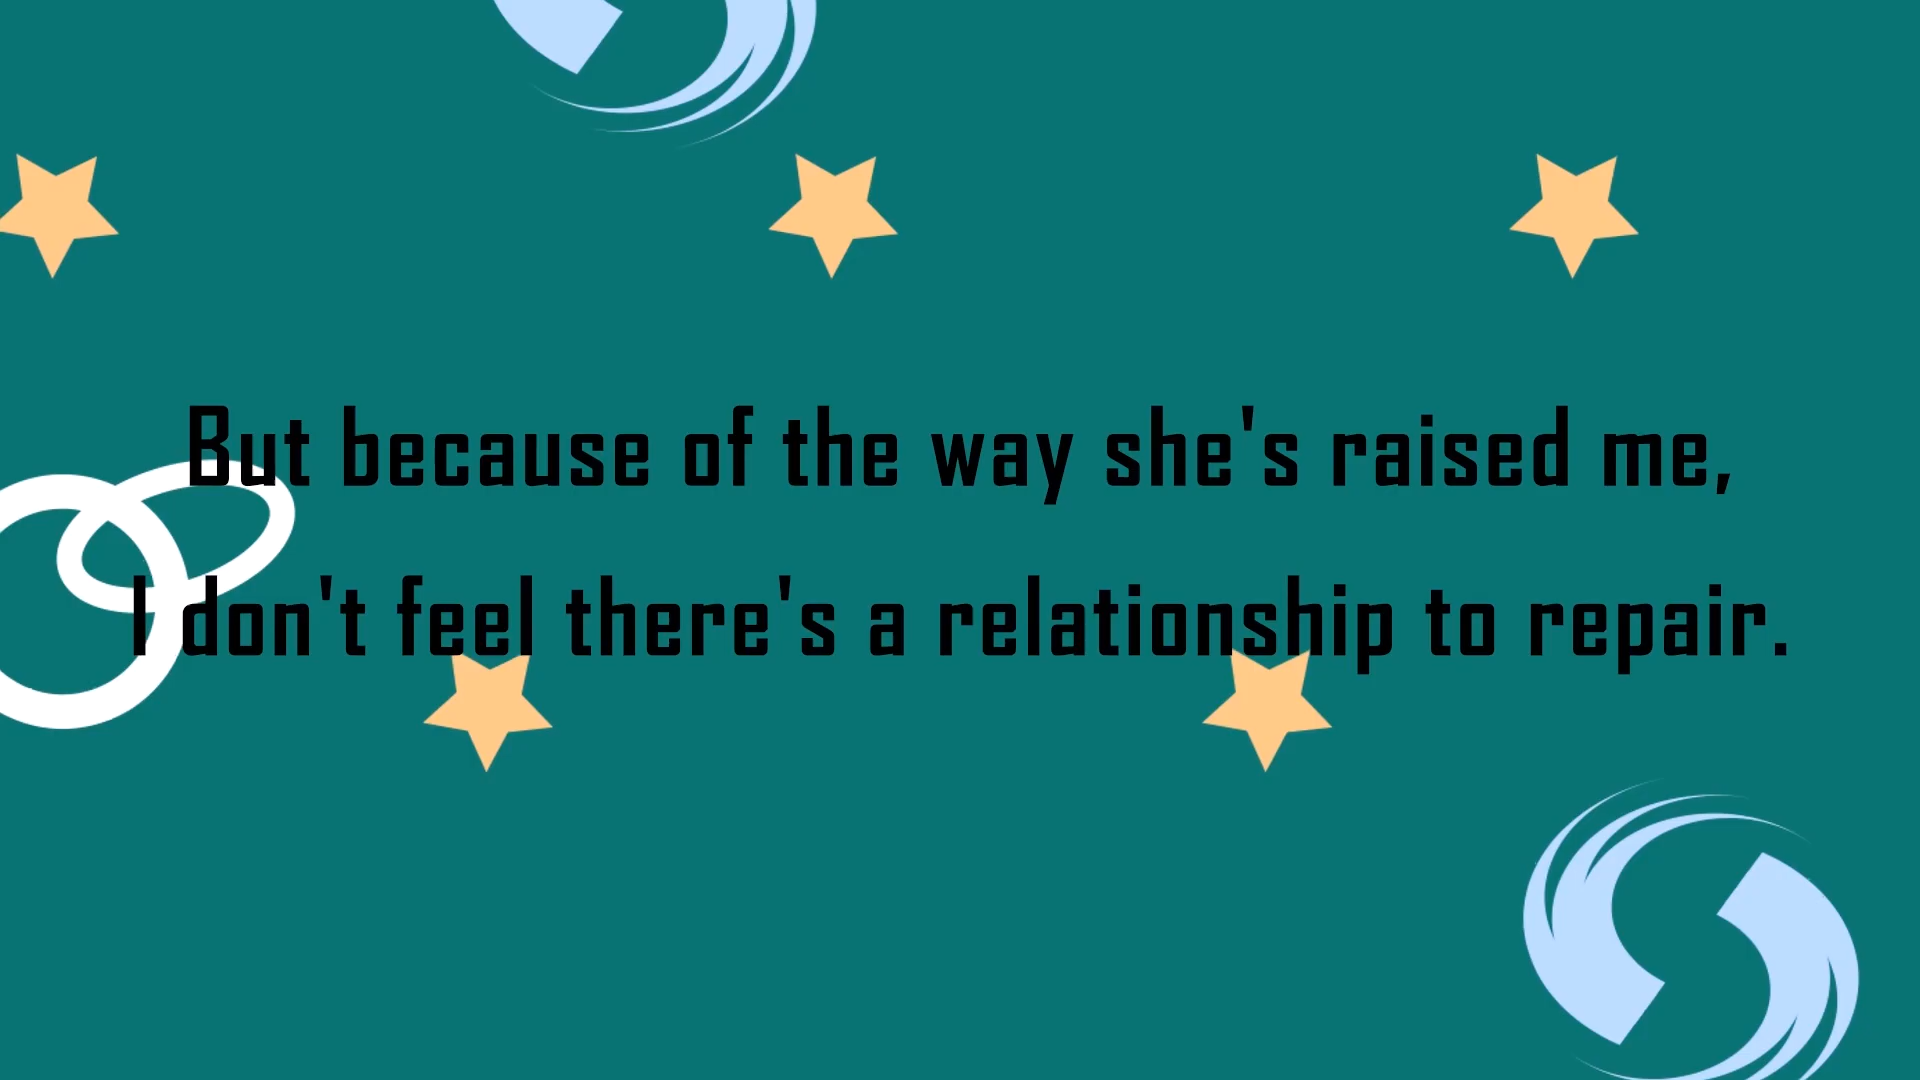 But because of the way she's raised me,
I don't feel there's a relationship to repair.